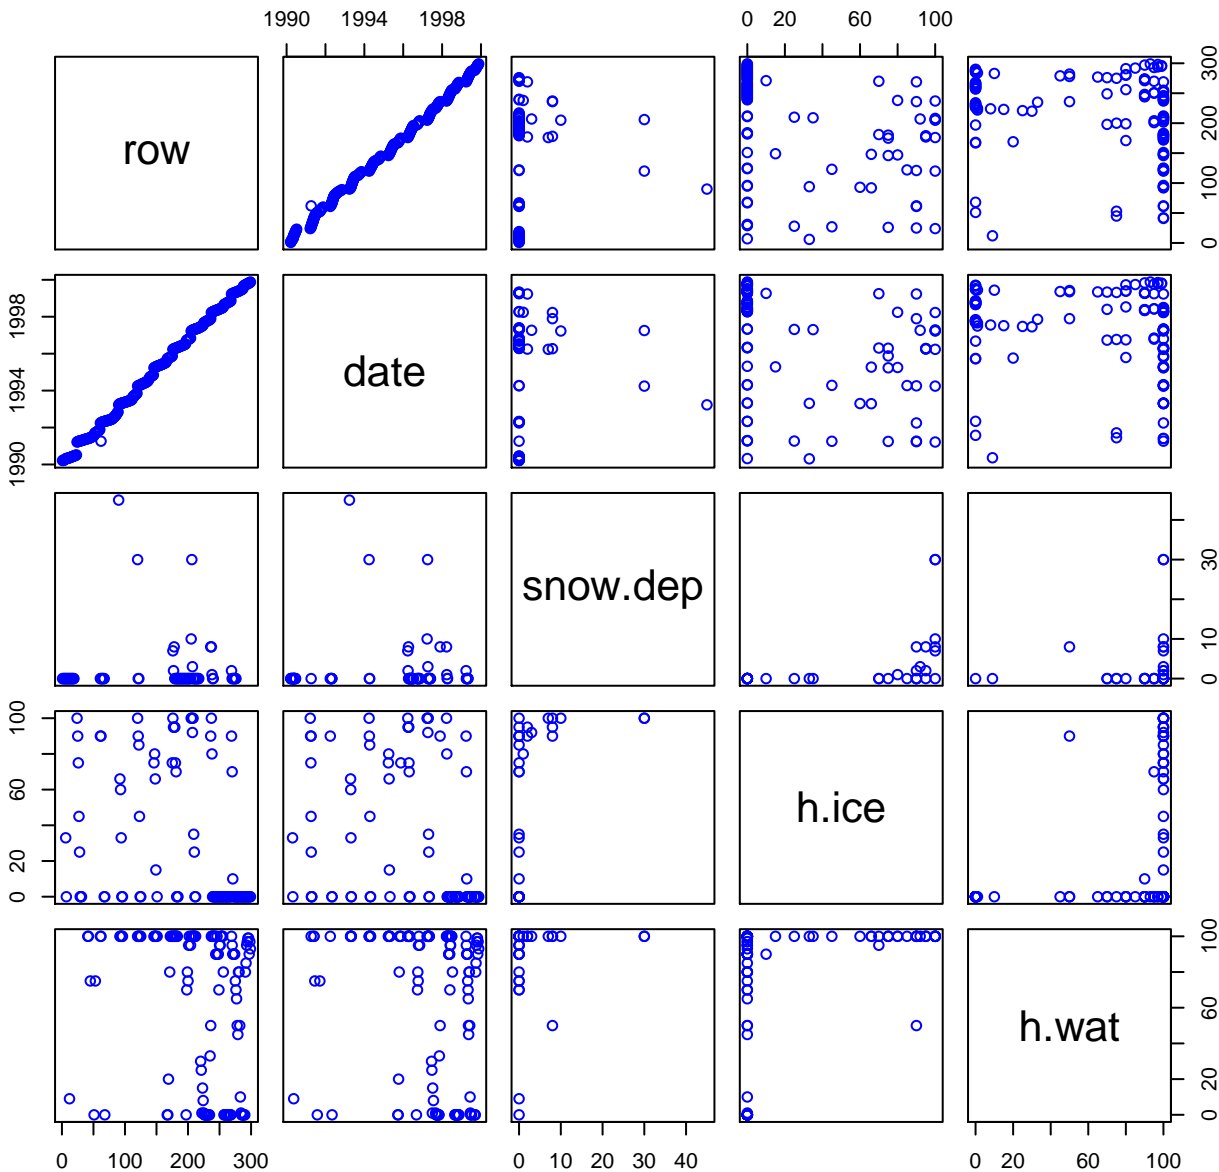 1990 1994 1998 0 20 60 100
row 0 100 200 300
1990 1994 1998 date
snow.dep 0 10 30
0 20 60 100 h.ice
h.wat 0 20 60 100
0 100 200 300 0 10 20 30 40 0 20 60 100